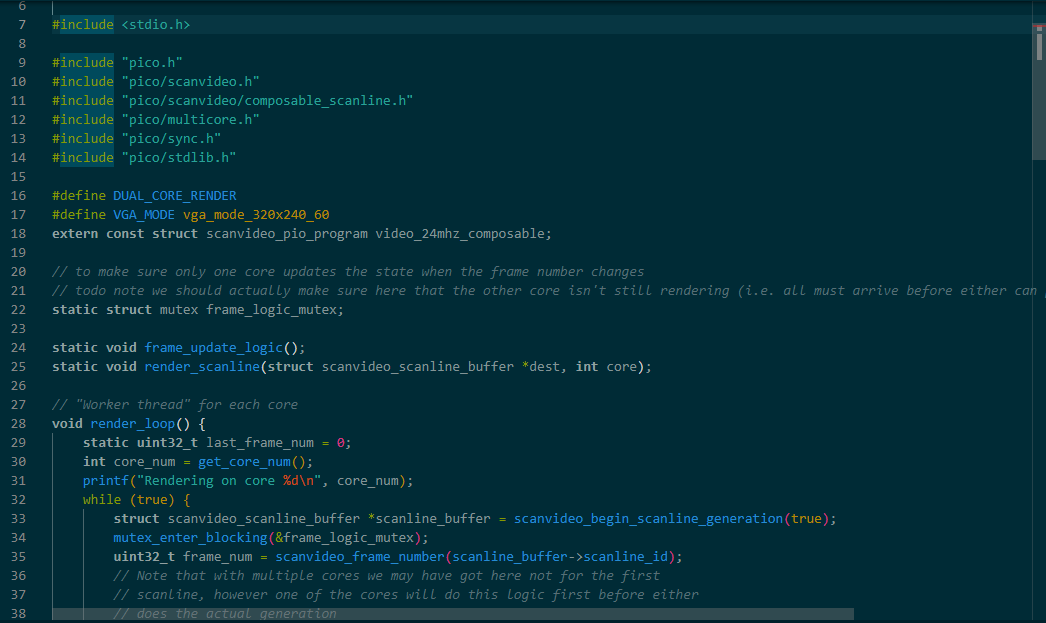 6
7 #include <stdio.h>
8
9 #include "pico.h"
10 #include "pico/scanvideo.h"
11 #include "pico/scanvideo/composable_scanline.h"
12 #include "pico/multicore.h"
13 #include "pico/sync.h"
14 #include "pico/stdlib.h"
15
16 #define DUAL_CORE_RENDER
17 #define VGA_MODE vga_mode_320x240_60
18 extern const struct scanvideo_pio_program video_24mhz_composable;
19
20 // to make sure only one core updates the state when the frame number changes
21 // todo note we should actually make sure here that the other core isn't still rendering (i.e. all must arrive before either can
22 static struct mutex frame_logic_mutex;
23
24 static void frame_update_logic();
25 static void render_scanline(struct scanvideo_scanline_buffer *dest, int core);
26
27 // "Worker thread" for each core
28 void render_loop() {
29     static uint32_t last_frame_num = 0;
30     int core_num = get_core_num();
31     printf("Rendering on core %d\n", core_num);
32     while (true) {
33         struct scanvideo_scanline_buffer *scanline_buffer = scanvideo_begin_scanline_generation(true);
34         mutex_enter_blocking(&frame_logic_mutex);
35         uint32_t frame_num = scanvideo_frame_number(scanline_buffer->scanline_id);
36         // Note that with multiple cores we may have got here not for the first
37         // scanline, however one of the cores will do this logic first before either
38         // does the actual generation